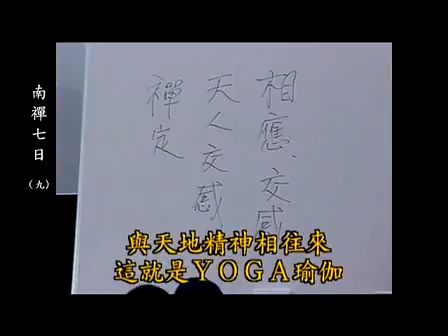 南禪七日
（九）
相應、交感
天人交感
禪定
與天地精神相往來
這就是ＹＯＧＡ瑜伽